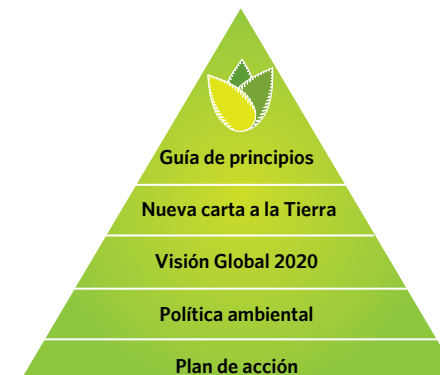 Guía de principios
Nueva carta a la Tierra
Visión Global 2020
Política ambiental
Plan de acción